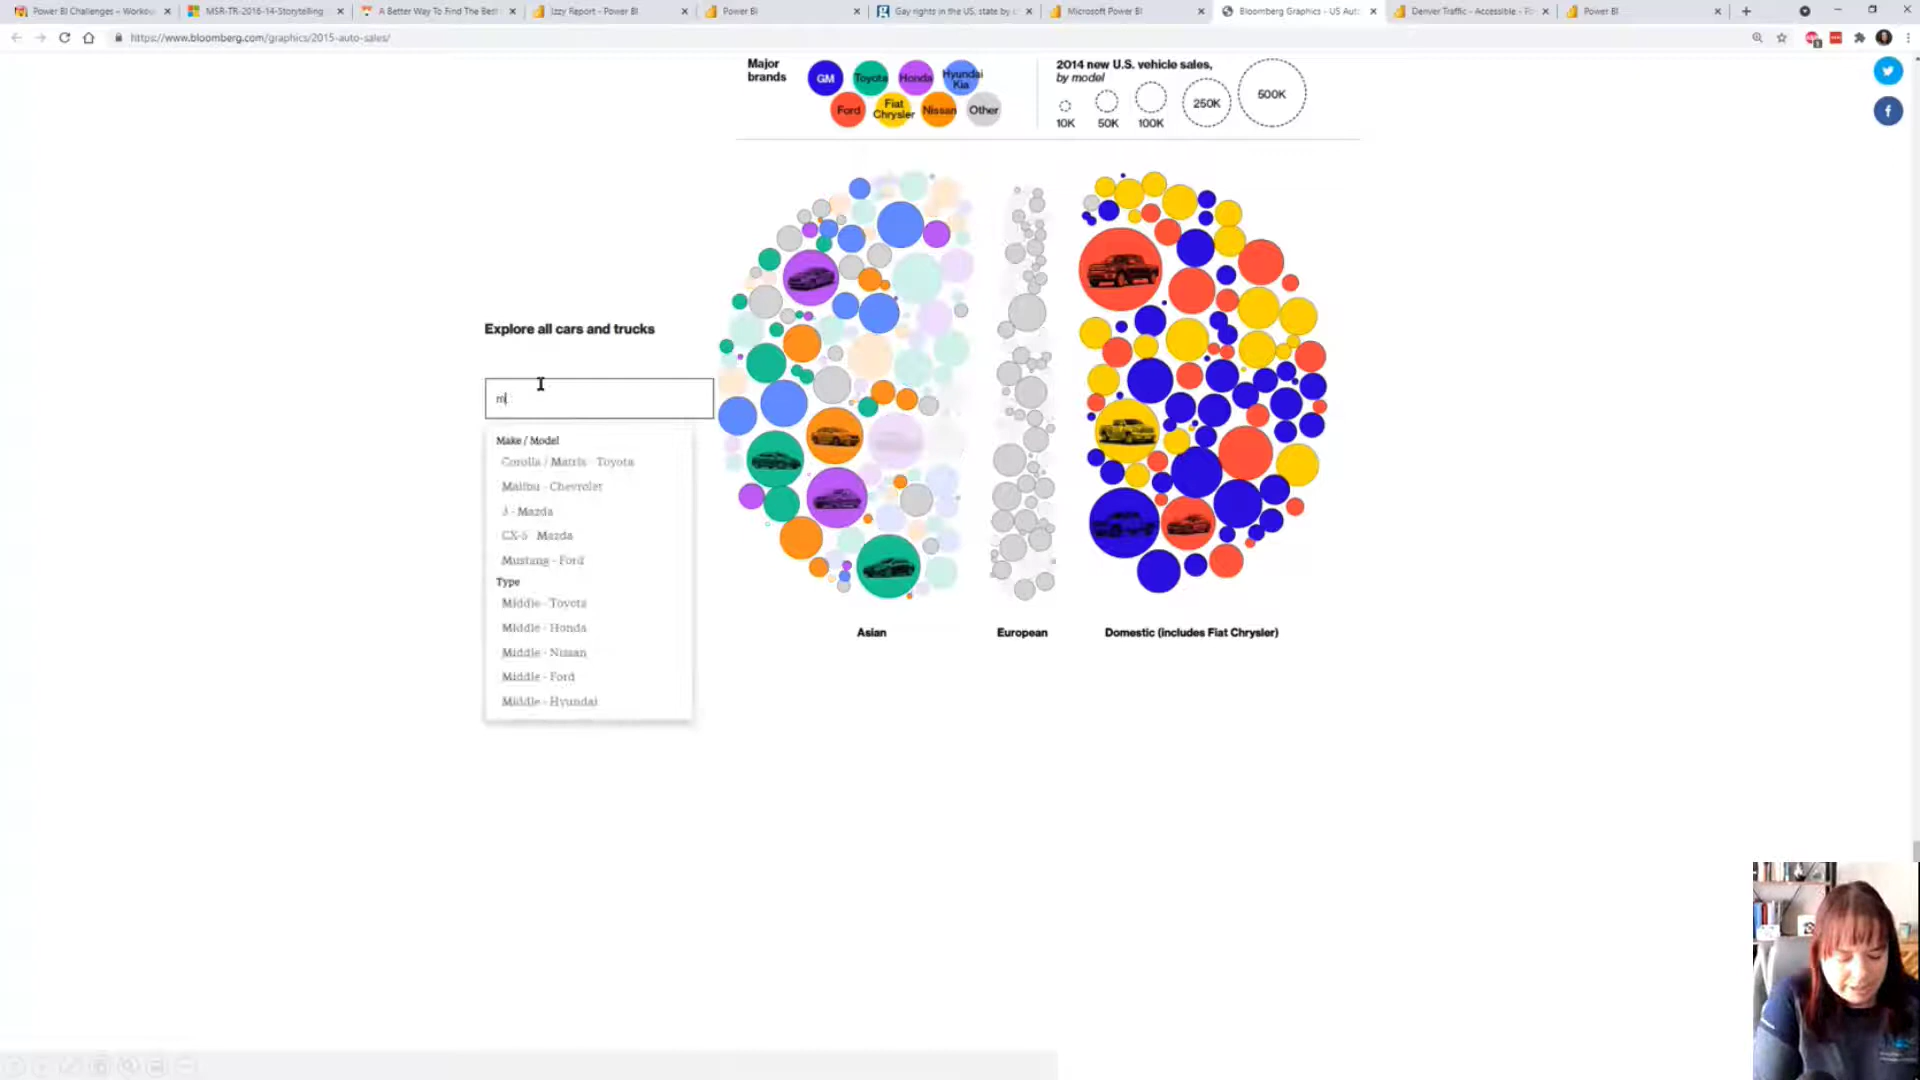 Power BI Challenges – Workou
MSR-TR-2016-14-Storytelling
A Better Way To Find The Best
Izzy Report - Power BI
Power BI
Gay rights in the US, state by s
Microsoft Power BI
Bloomberg Graphics - US Auto
Denver Traffic - Accessible - Po
Power BI
https://www.bloomberg.com/graphics/2015-auto-sales/
Major
brands
GM
Toyota
Honda
Hyundai
Kia
Ford
Fiat
Chrysler
Nissan
Other
2014 new U.S. vehicle sales,
by model
10K
50K
100K
250K
500K
Explore all cars and trucks
m
Make / Model
Corolla / Matrix - Toyota
Malibu - Chevrolet
3 - Mazda
CX-5 - Mazda
Mustang - Ford
Type
Middle - Toyota
Middle - Honda
Middle - Nissan
Middle - Ford
Middle - Hyundai
Asian
European
Domestic (includes Fiat Chrysler)